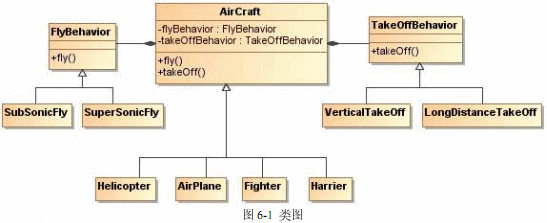 AirCraft
-flyBehavior : FlyBehavior
-takeOffBehavior : TakeOffBehavior
+fly()
+takeOff()
FlyBehavior
+fly()
TakeOffBehavior
+takeOff()
SubSonicFly
SuperSonicFly
VerticalTakeOff
LongDistanceTakeOff
Helicopter
AirPlane
Fighter
Harrier
图 6-1 类图